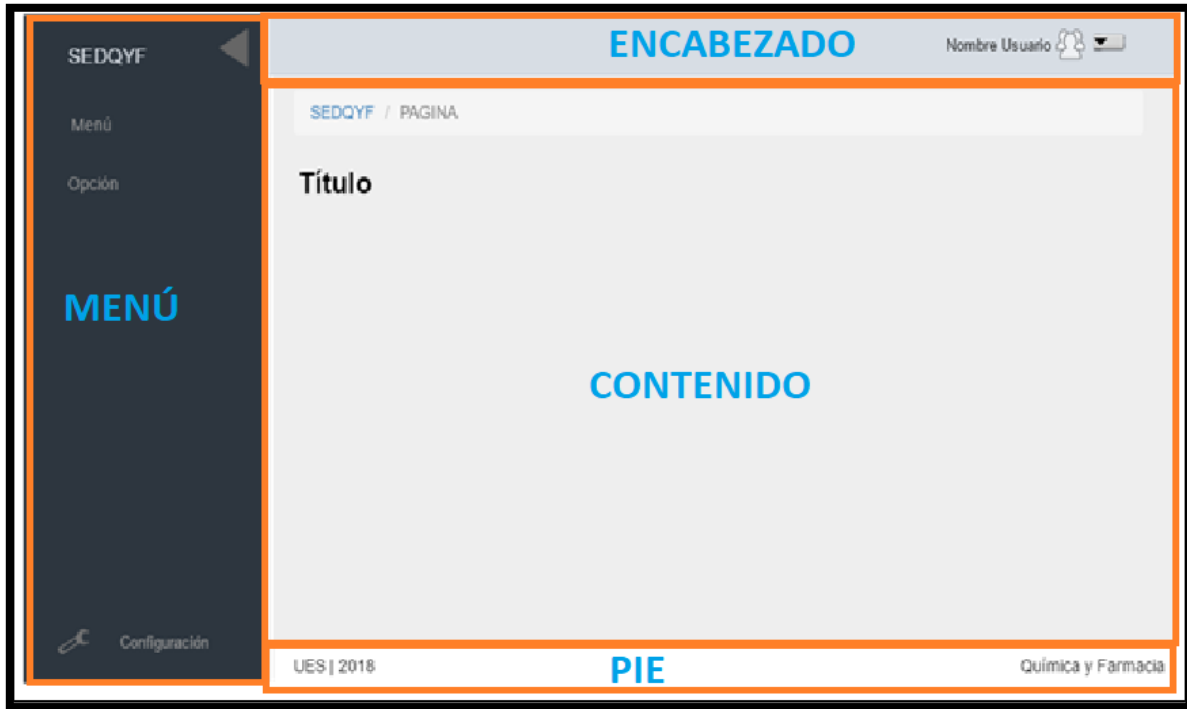 SEDQYF
Menú
Opción
MENÚ
Configuración
ENCABEZADO
Nombre Usuario
SEDQYF / PAGINA
Título
CONTENIDO
UES | 2018
PIE
Química y Farmacia